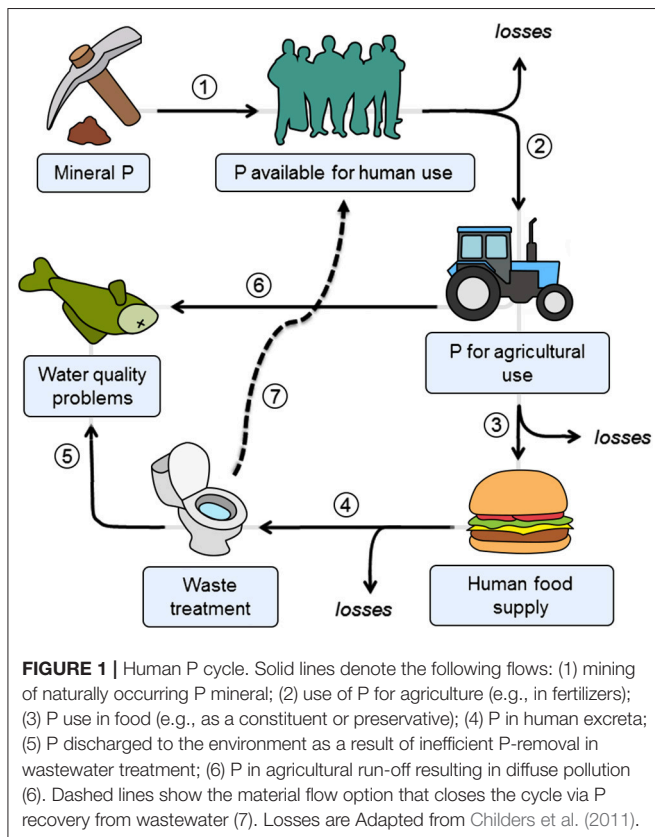 losses
①
②
Mineral P
P available for human use
⑥
Water quality
problems
P for agricultural
use
⑦
③
losses
⑤
④
Waste
treatment
losses
Human food
supply
FIGURE 1 | Human P cycle. Solid lines denote the following flows: (1) mining
of naturally occurring P mineral; (2) use of P for agriculture (e.g., in fertilizers);
(3) P use in food (e.g., as a constituent or preservative); (4) P in human excreta;
(5) P discharged to the environment as a result of inefficient P-removal in
wastewater treatment; (6) P in agricultural run-off resulting in diffuse pollution
(6). Dashed lines show the material flow option that closes the cycle via P
recovery from wastewater (7). Losses are Adapted from Childers et al. (2011).